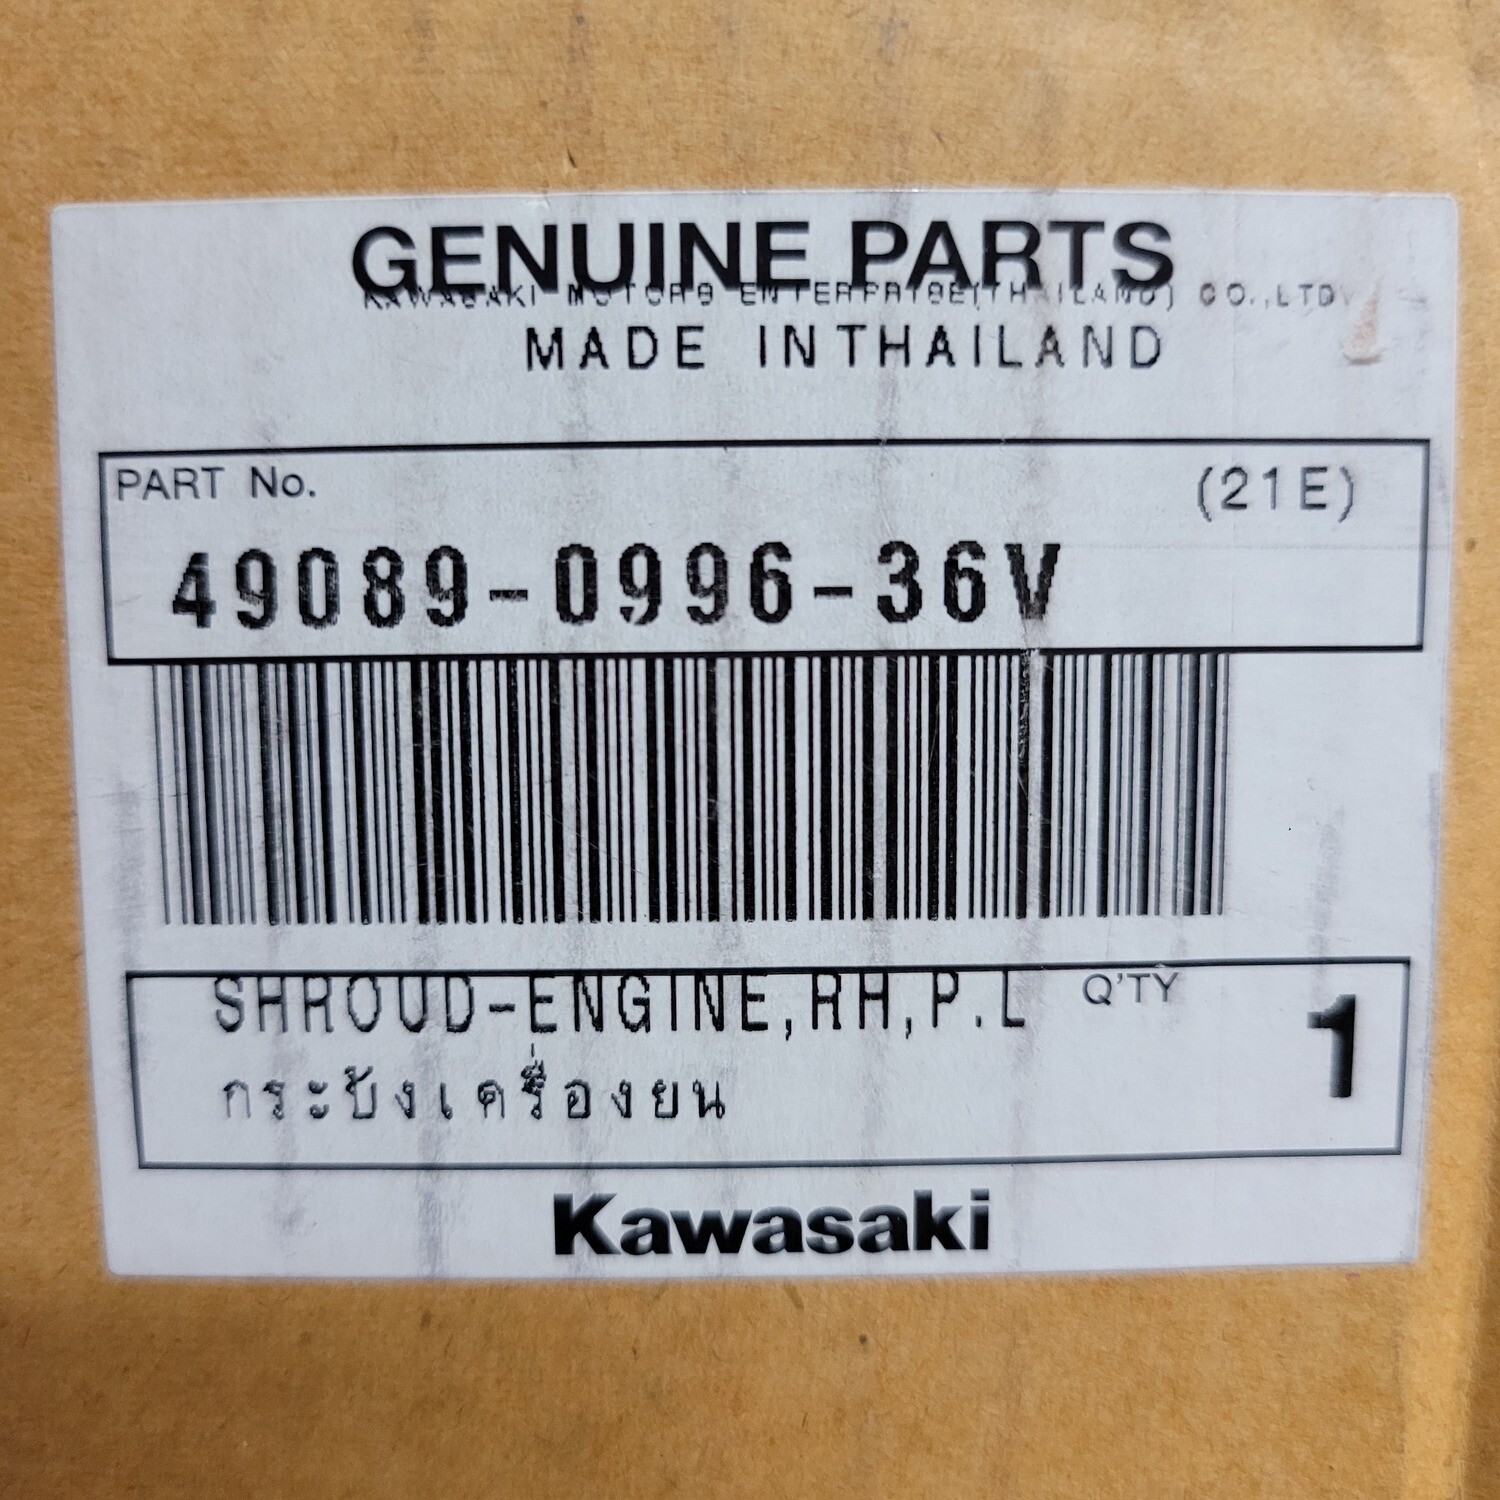 GENUINE PARTS
KAWASAKI MOTORS ENTERPRISE(THAILAND) CO.,LTD
MADE INTHAILAND
PART No. (21E)
49089-0996-36V
SHROUD-ENGINE,RH,P.L Q'TY
1
กระบังเครื่องยน
Kawasaki